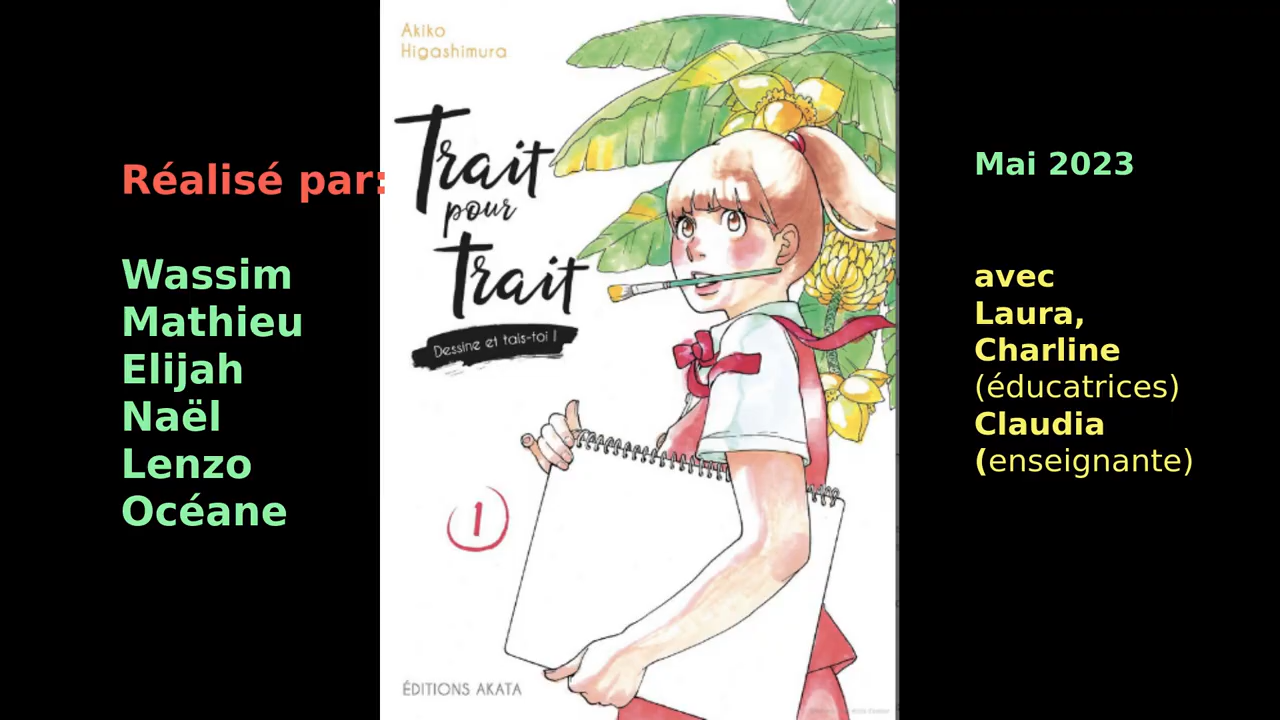 Réalisé par:
Wassim
Mathieu
Elijah
Naël
Lenzo
Océane
Akiko
Higashimura
Trait
pour
Trait
Dessine et tais-toi !
1
ÉDITIONS AKATA
Mai 2023
avec
Laura,
Charline
(éducatrices)
Claudia
(enseignante)